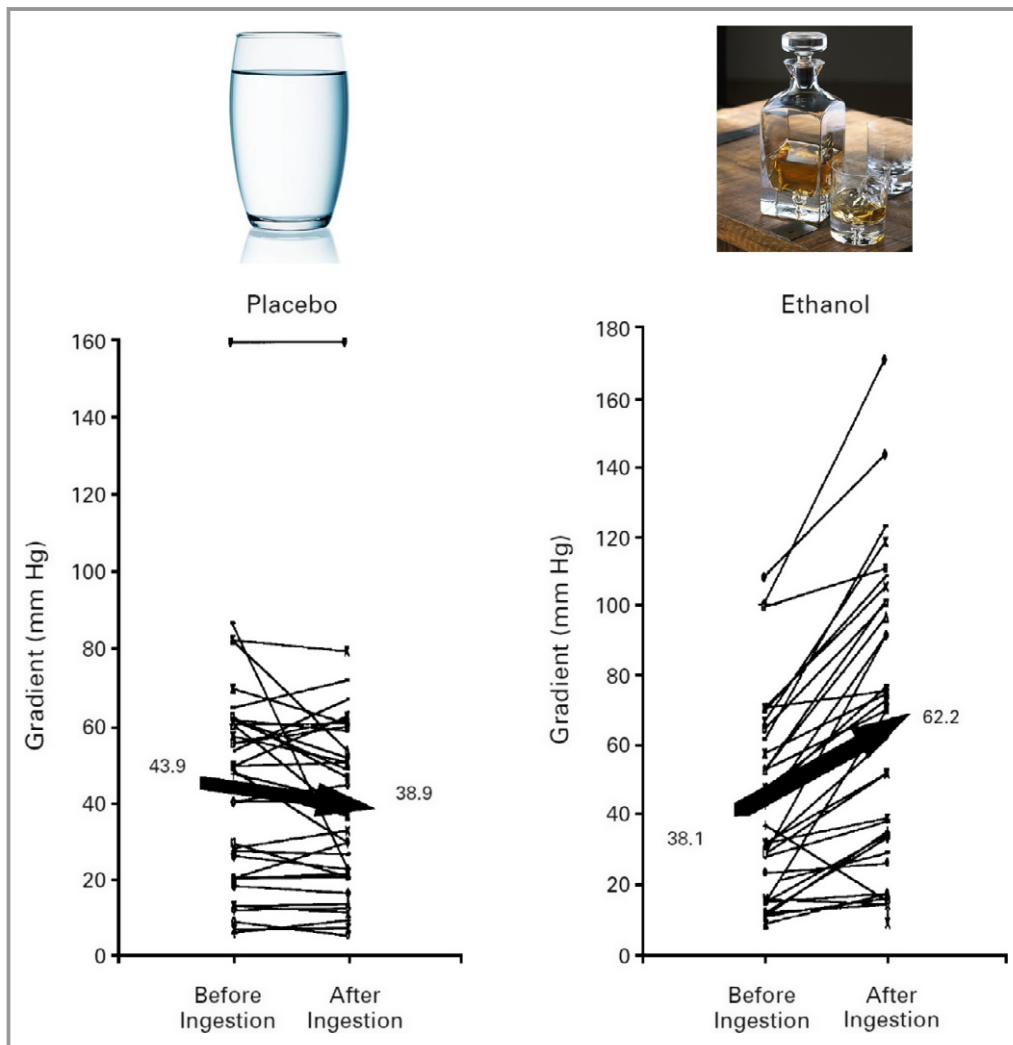 Placebo
Gradient (mm Hg)
160
140
120
100
80
60
40
20
0
43.9
38.9
Before
Ingestion
After
Ingestion
Ethanol
Gradient (mm Hg)
180
160
140
120
100
80
60
40
20
0
38.1
62.2
Before
Ingestion
After
Ingestion